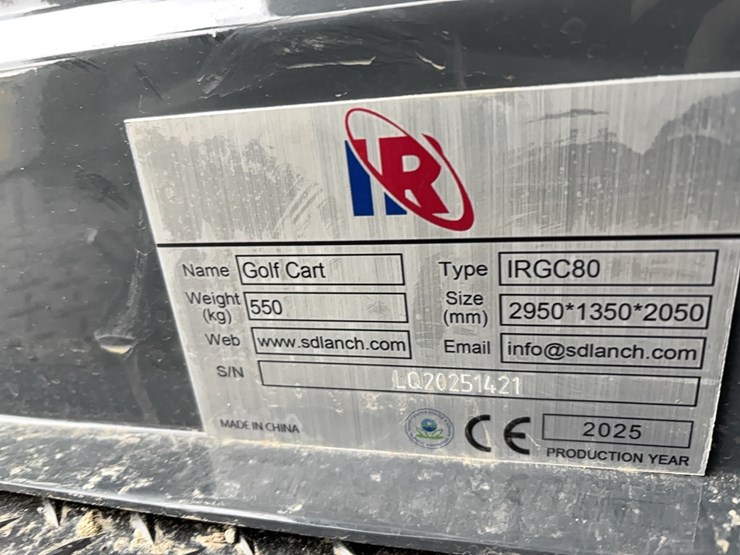 IR
Name Golf Cart Type IRGC80
Weight (kg) 550 Size (mm) 2950*1350*2050
Web www.sdlanch.com Email info@sdlanch.com
S/N LQ20251421
MADE IN CHINA CE 2025
PRODUCTION YEAR